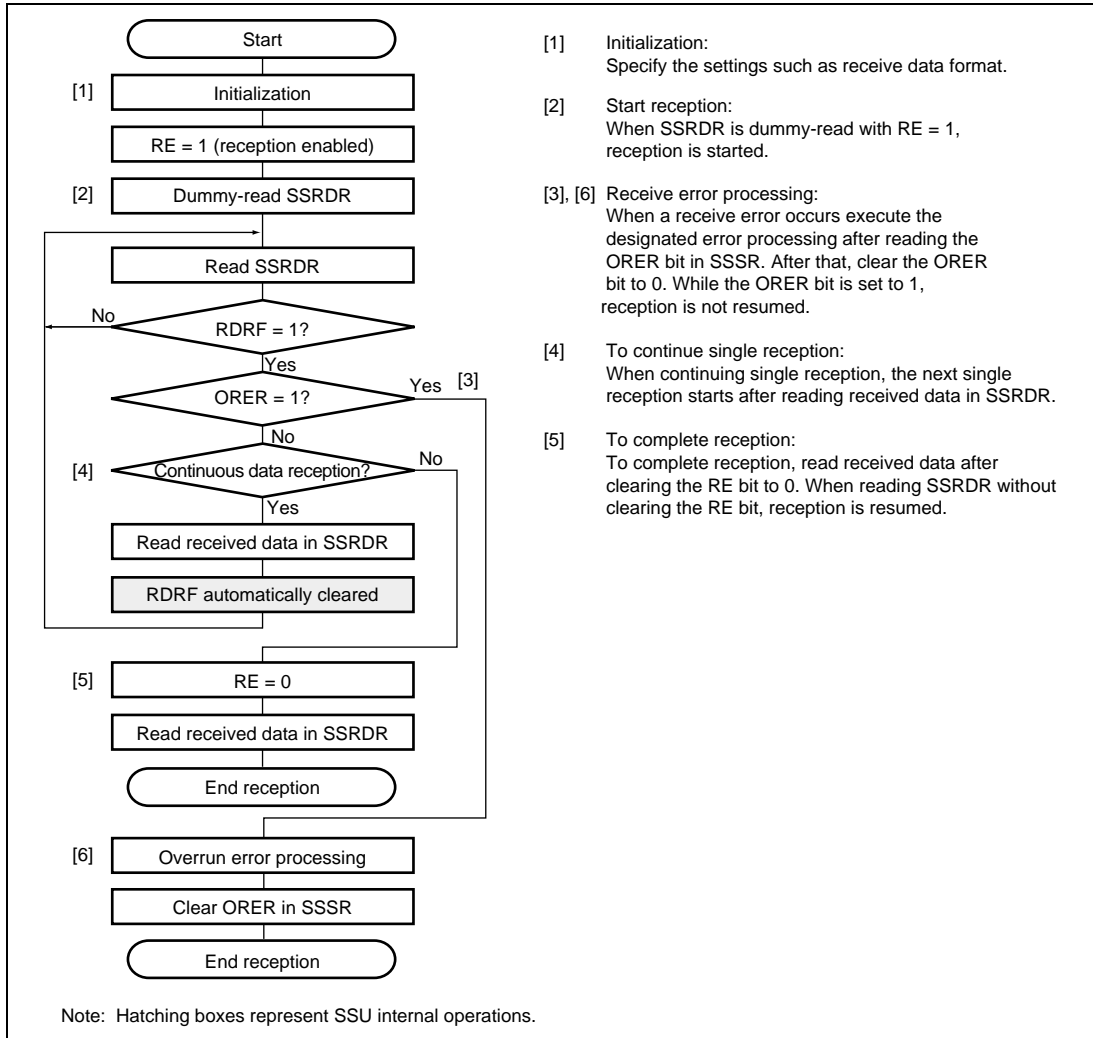 Start
[1] Initialization
RE = 1 (reception enabled)
[2] Dummy-read SSRDR
Read SSRDR
No
RDRF = 1?
Yes
ORER = 1?
Yes [3]
No
[4] Continuous data reception?
No
Yes
Read received data in SSRDR
RDRF automatically cleared
[5] RE = 0
Read received data in SSRDR
End reception
[6] Overrun error processing
Clear ORER in SSSR
End reception
[1] Initialization:
Specify the settings such as receive data format.
[2] Start reception:
When SSRDR is dummy-read with RE = 1,
reception is started.
[3], [6] Receive error processing:
When a receive error occurs execute the
designated error processing after reading the
ORER bit in SSSR. After that, clear the ORER
bit to 0. While the ORER bit is set to 1,
reception is not resumed.
[4] To continue single reception:
When continuing single reception, the next single
reception starts after reading received data in SSRDR.
[5] To complete reception:
To complete reception, read received data after
clearing the RE bit to 0. When reading SSRDR without
clearing the RE bit, reception is resumed.
Note: Hatching boxes represent SSU internal operations.